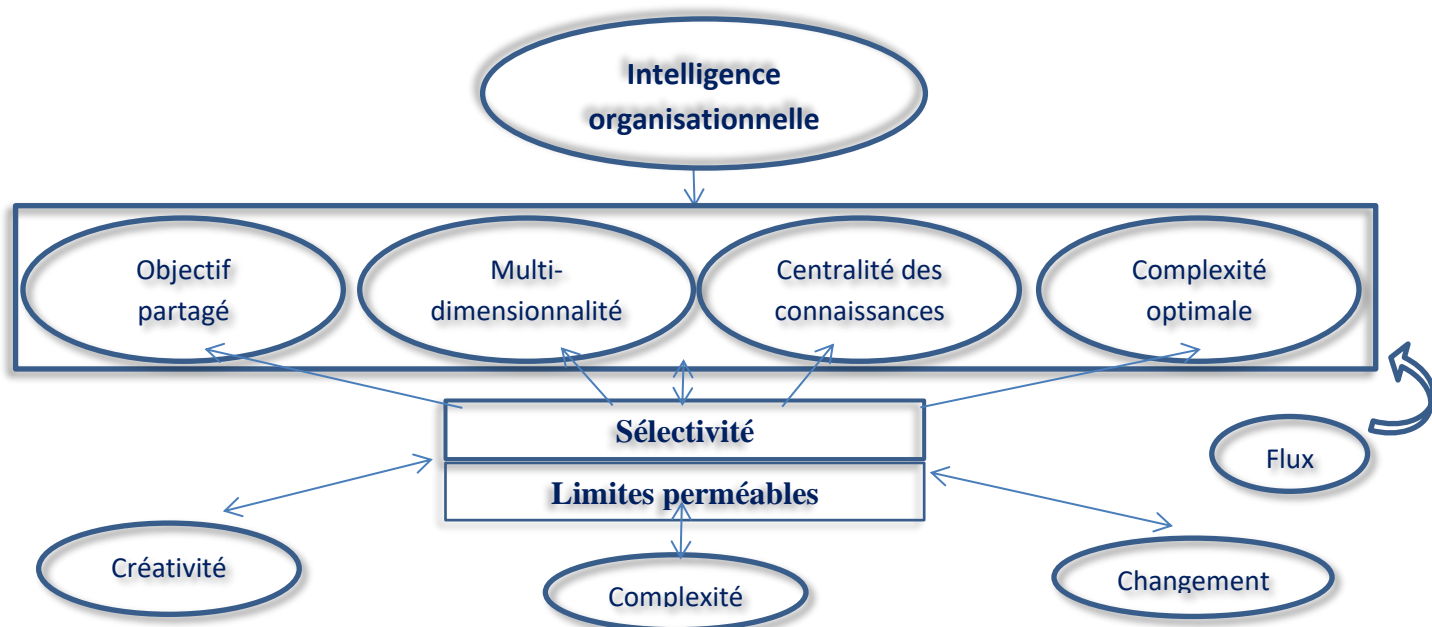 Intelligence
organisationnelle
Objectif
partagé
Multi-
dimensionnalité
Centralité des
connaissances
Complexité
optimale
Sélectivité
Limites perméables
Flux
Créativité
Complexité
Changement